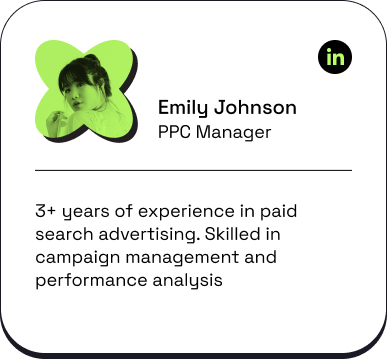 in
Emily Johnson
PPC Manager
3+ years of experience in paid
search advertising. Skilled in
campaign management and
performance analysis